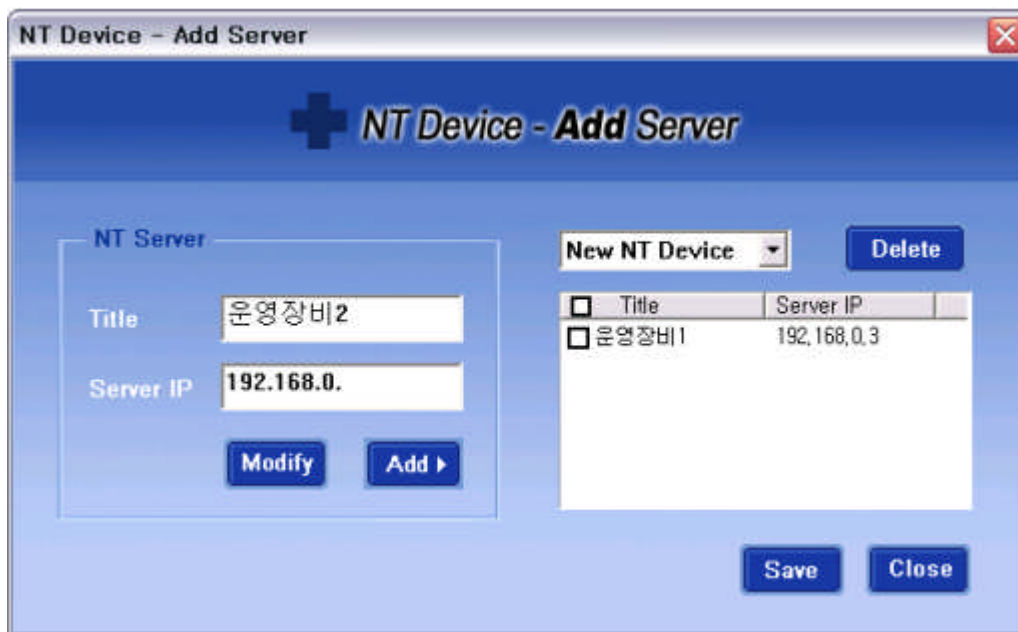 NT Device - Add Server
NT Device - Add Server
NT Server
Title 운영장비2
Server IP 192.168.0.
Modify Add
New NT Device Delete
Title Server IP
운영장비1 192,168,0,3
Save Close